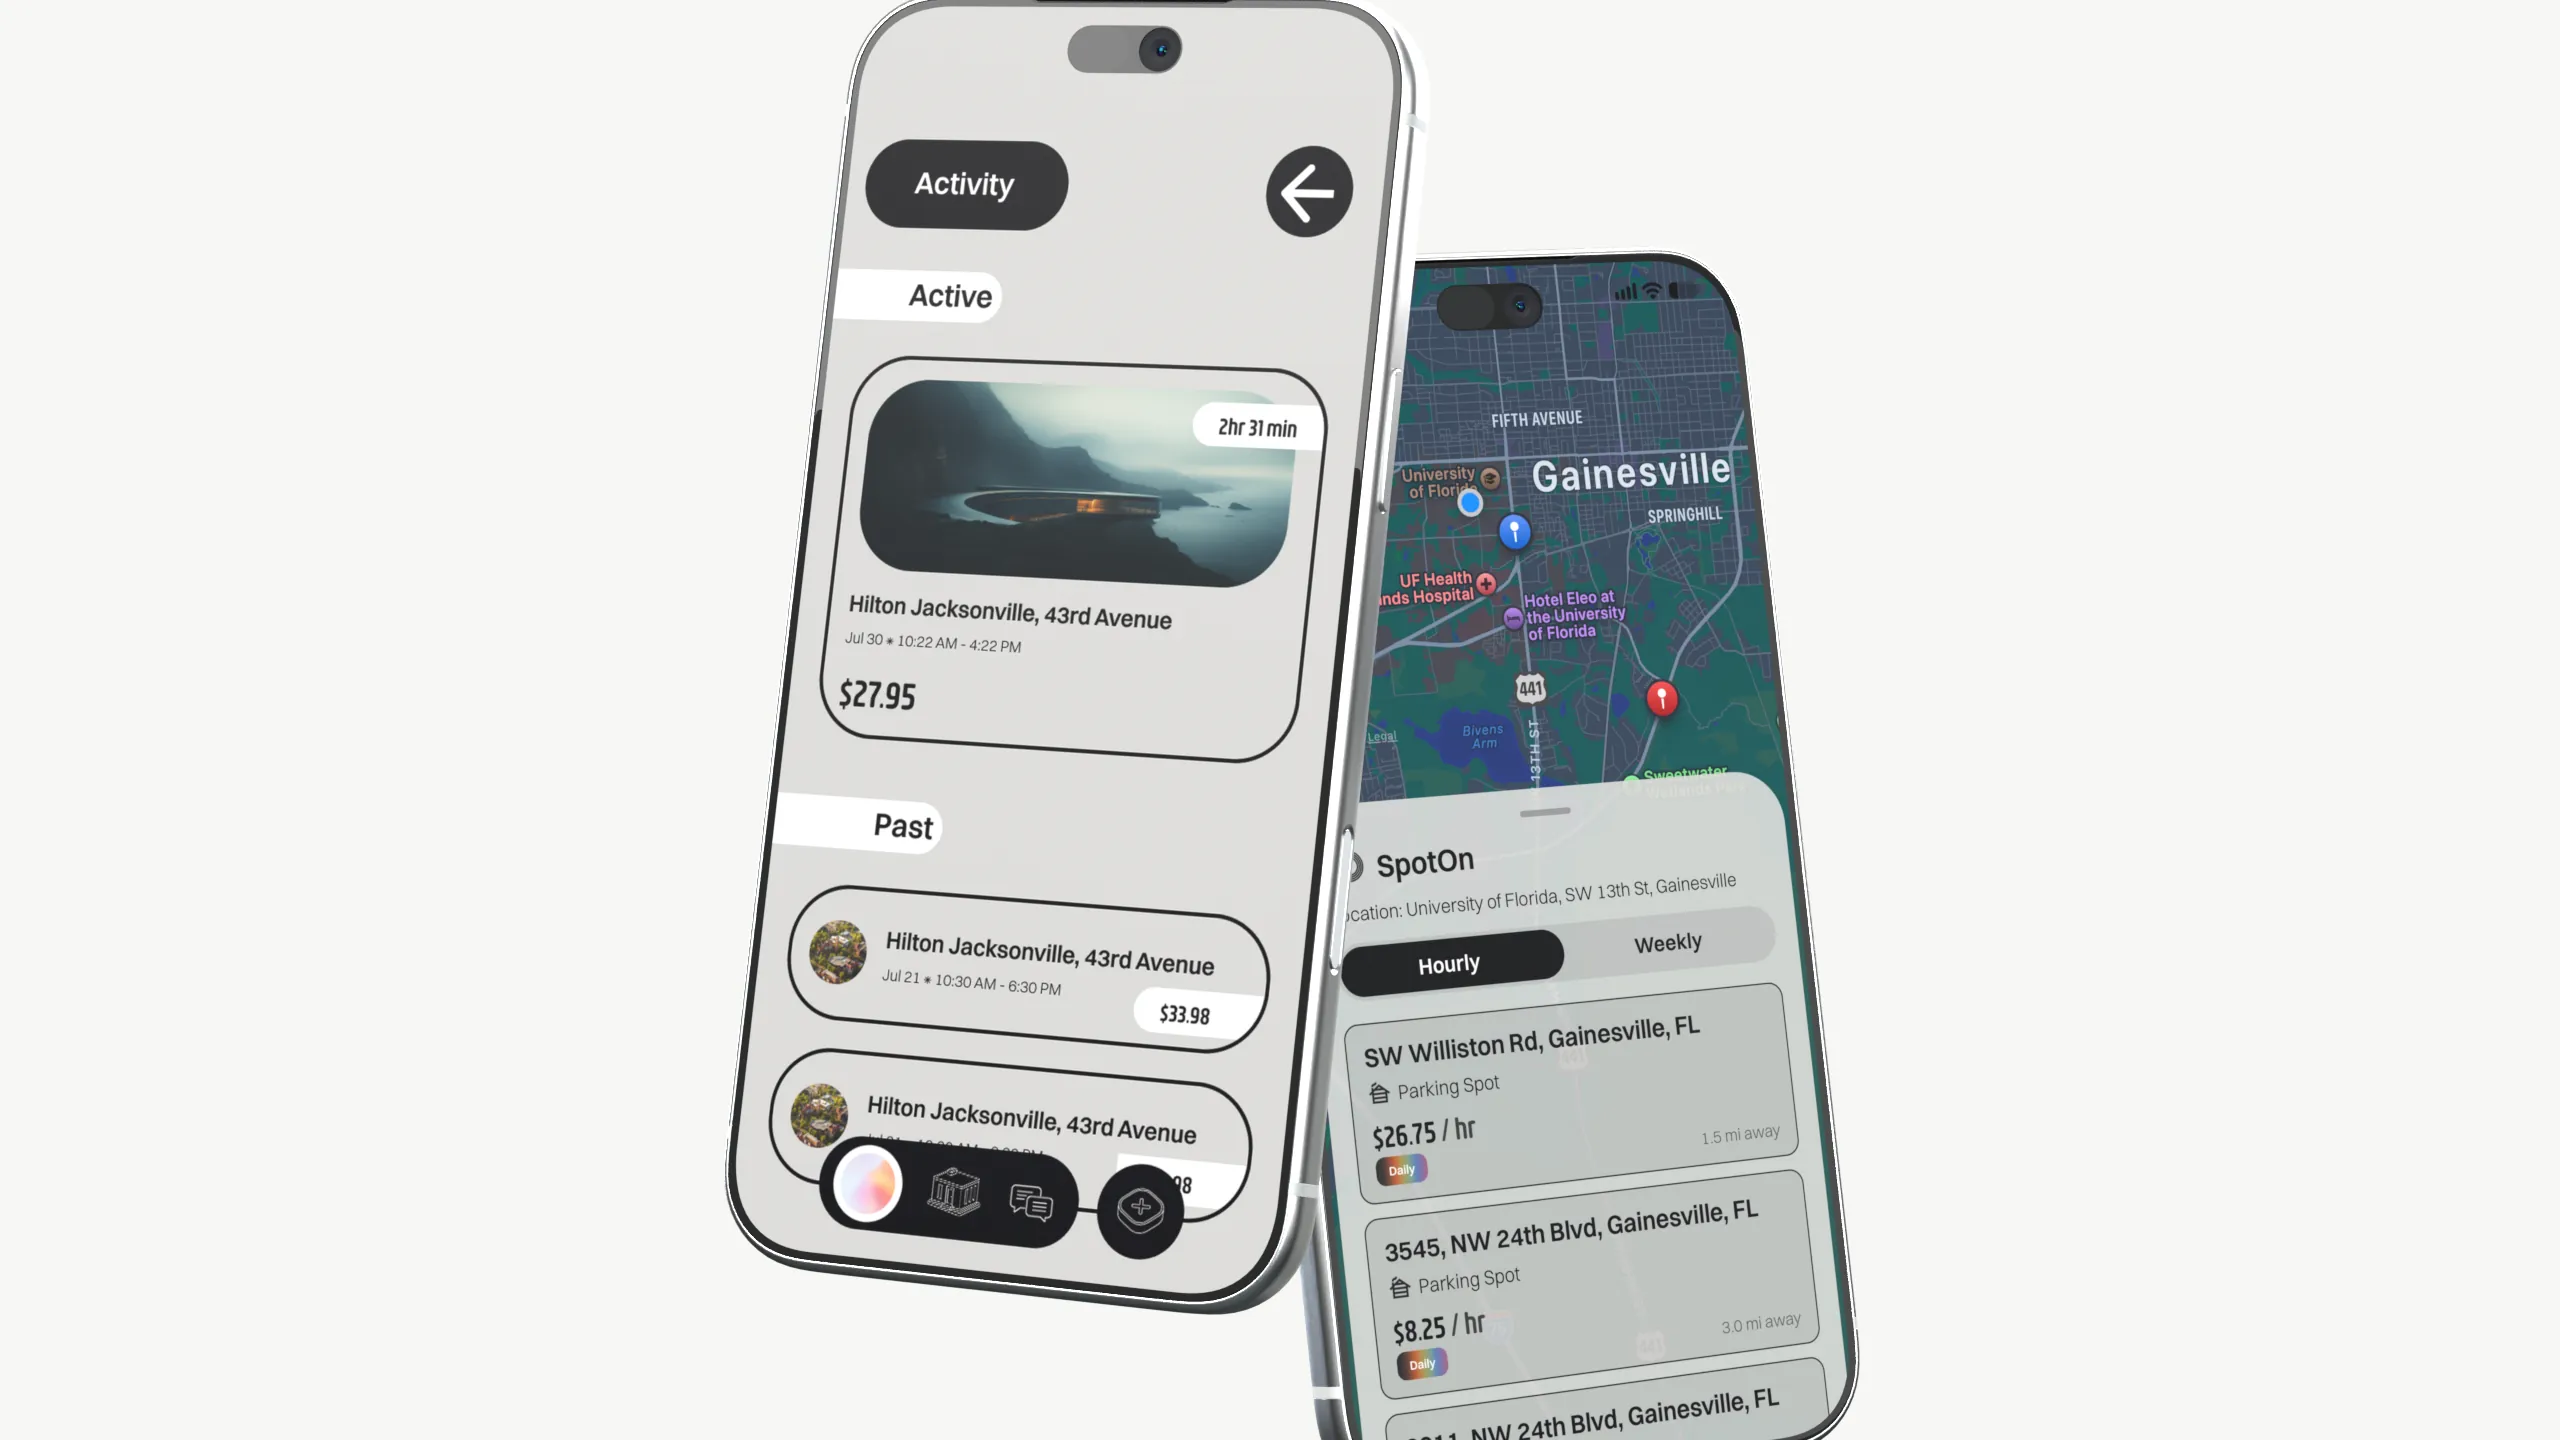 Activity
Active
2hr 31 min
Hilton Jacksonville, 43rd Avenue
Jul 30 • 10:22 AM - 4:22 PM
$27.95
Past
Hilton Jacksonville, 43rd Avenue
Jul 21 • 10:30 AM - 6:30 PM
$33.98
Hilton Jacksonville, 43rd Avenue
FIFTH AVENUE
University
of Florida
Gainesville
SPRINGHILL
UF Health
Hospital
Hotel Eleo at
the University
of Florida
441
13TH ST
Bivens
Arm
Legal
Sweetwater
Wetlands Park
SpotOn
University of Florida, SW 13th St, Gainesville
Hourly
Weekly
SW Williston Rd, Gainesville, FL
Parking Spot
$26.75 / hr
1.5 mi away
Daily
3545, NW 24th Blvd, Gainesville, FL
Parking Spot
$8.25 / hr
3.0 mi away
Daily
NW 24th Blvd, Gainesville, FL